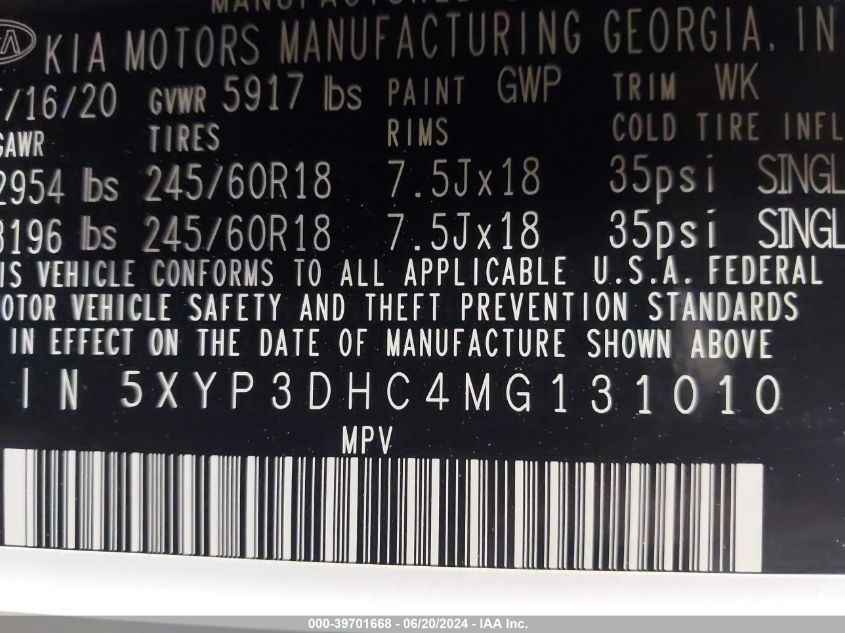 MANUFACTURED
KIA MOTORS MANUFACTURING GEORGIA, IN
/16/20 GVWR 5917 lbs PAINT GWP TRIM WK
GAWR TIRES RIMS COLD TIRE INFL
2954 lbs 245/60R18 7.5Jx18 35psi SINGL
3196 lbs 245/60R18 7.5Jx18 35psi SINGL
IS VEHICLE CONFORMS TO ALL APPLICABLE U.S.A. FEDERAL
OTOR VEHICLE SAFETY AND THEFT PREVENTION STANDARDS
IN EFFECT ON THE DATE OF MANUFACTURE SHOWN ABOVE
IN 5XYP3DHC4MG131010
MPV
000-39701668 - 06/20/2024 - IAA Inc.